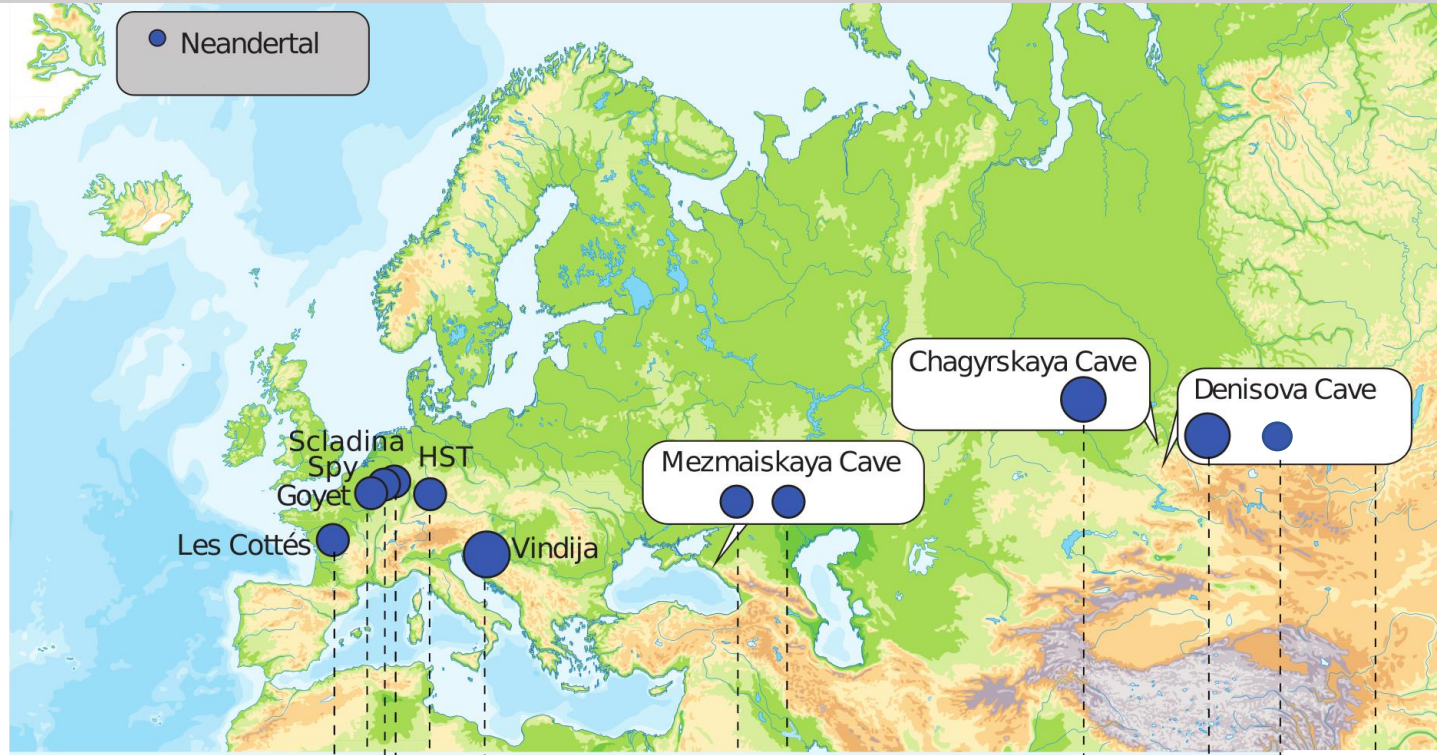 Neandertal
Chagyrskaya Cave
Denisova Cave
Scladina
Spy
HST
Goyet
Mezmaiskaya Cave
Les Cottés
Vindija